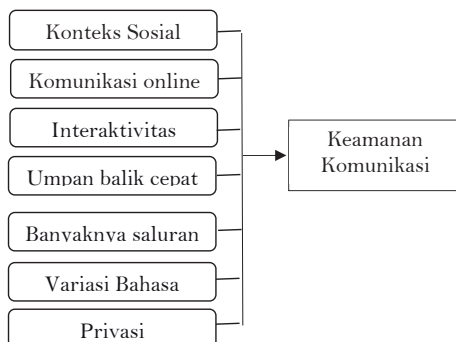 Konteks Sosial
Komunikasi online
Interaktivitas
Umpan balik cepat
Banyaknya saluran
Variasi Bahasa
Privasi
Keamanan
Komunikasi